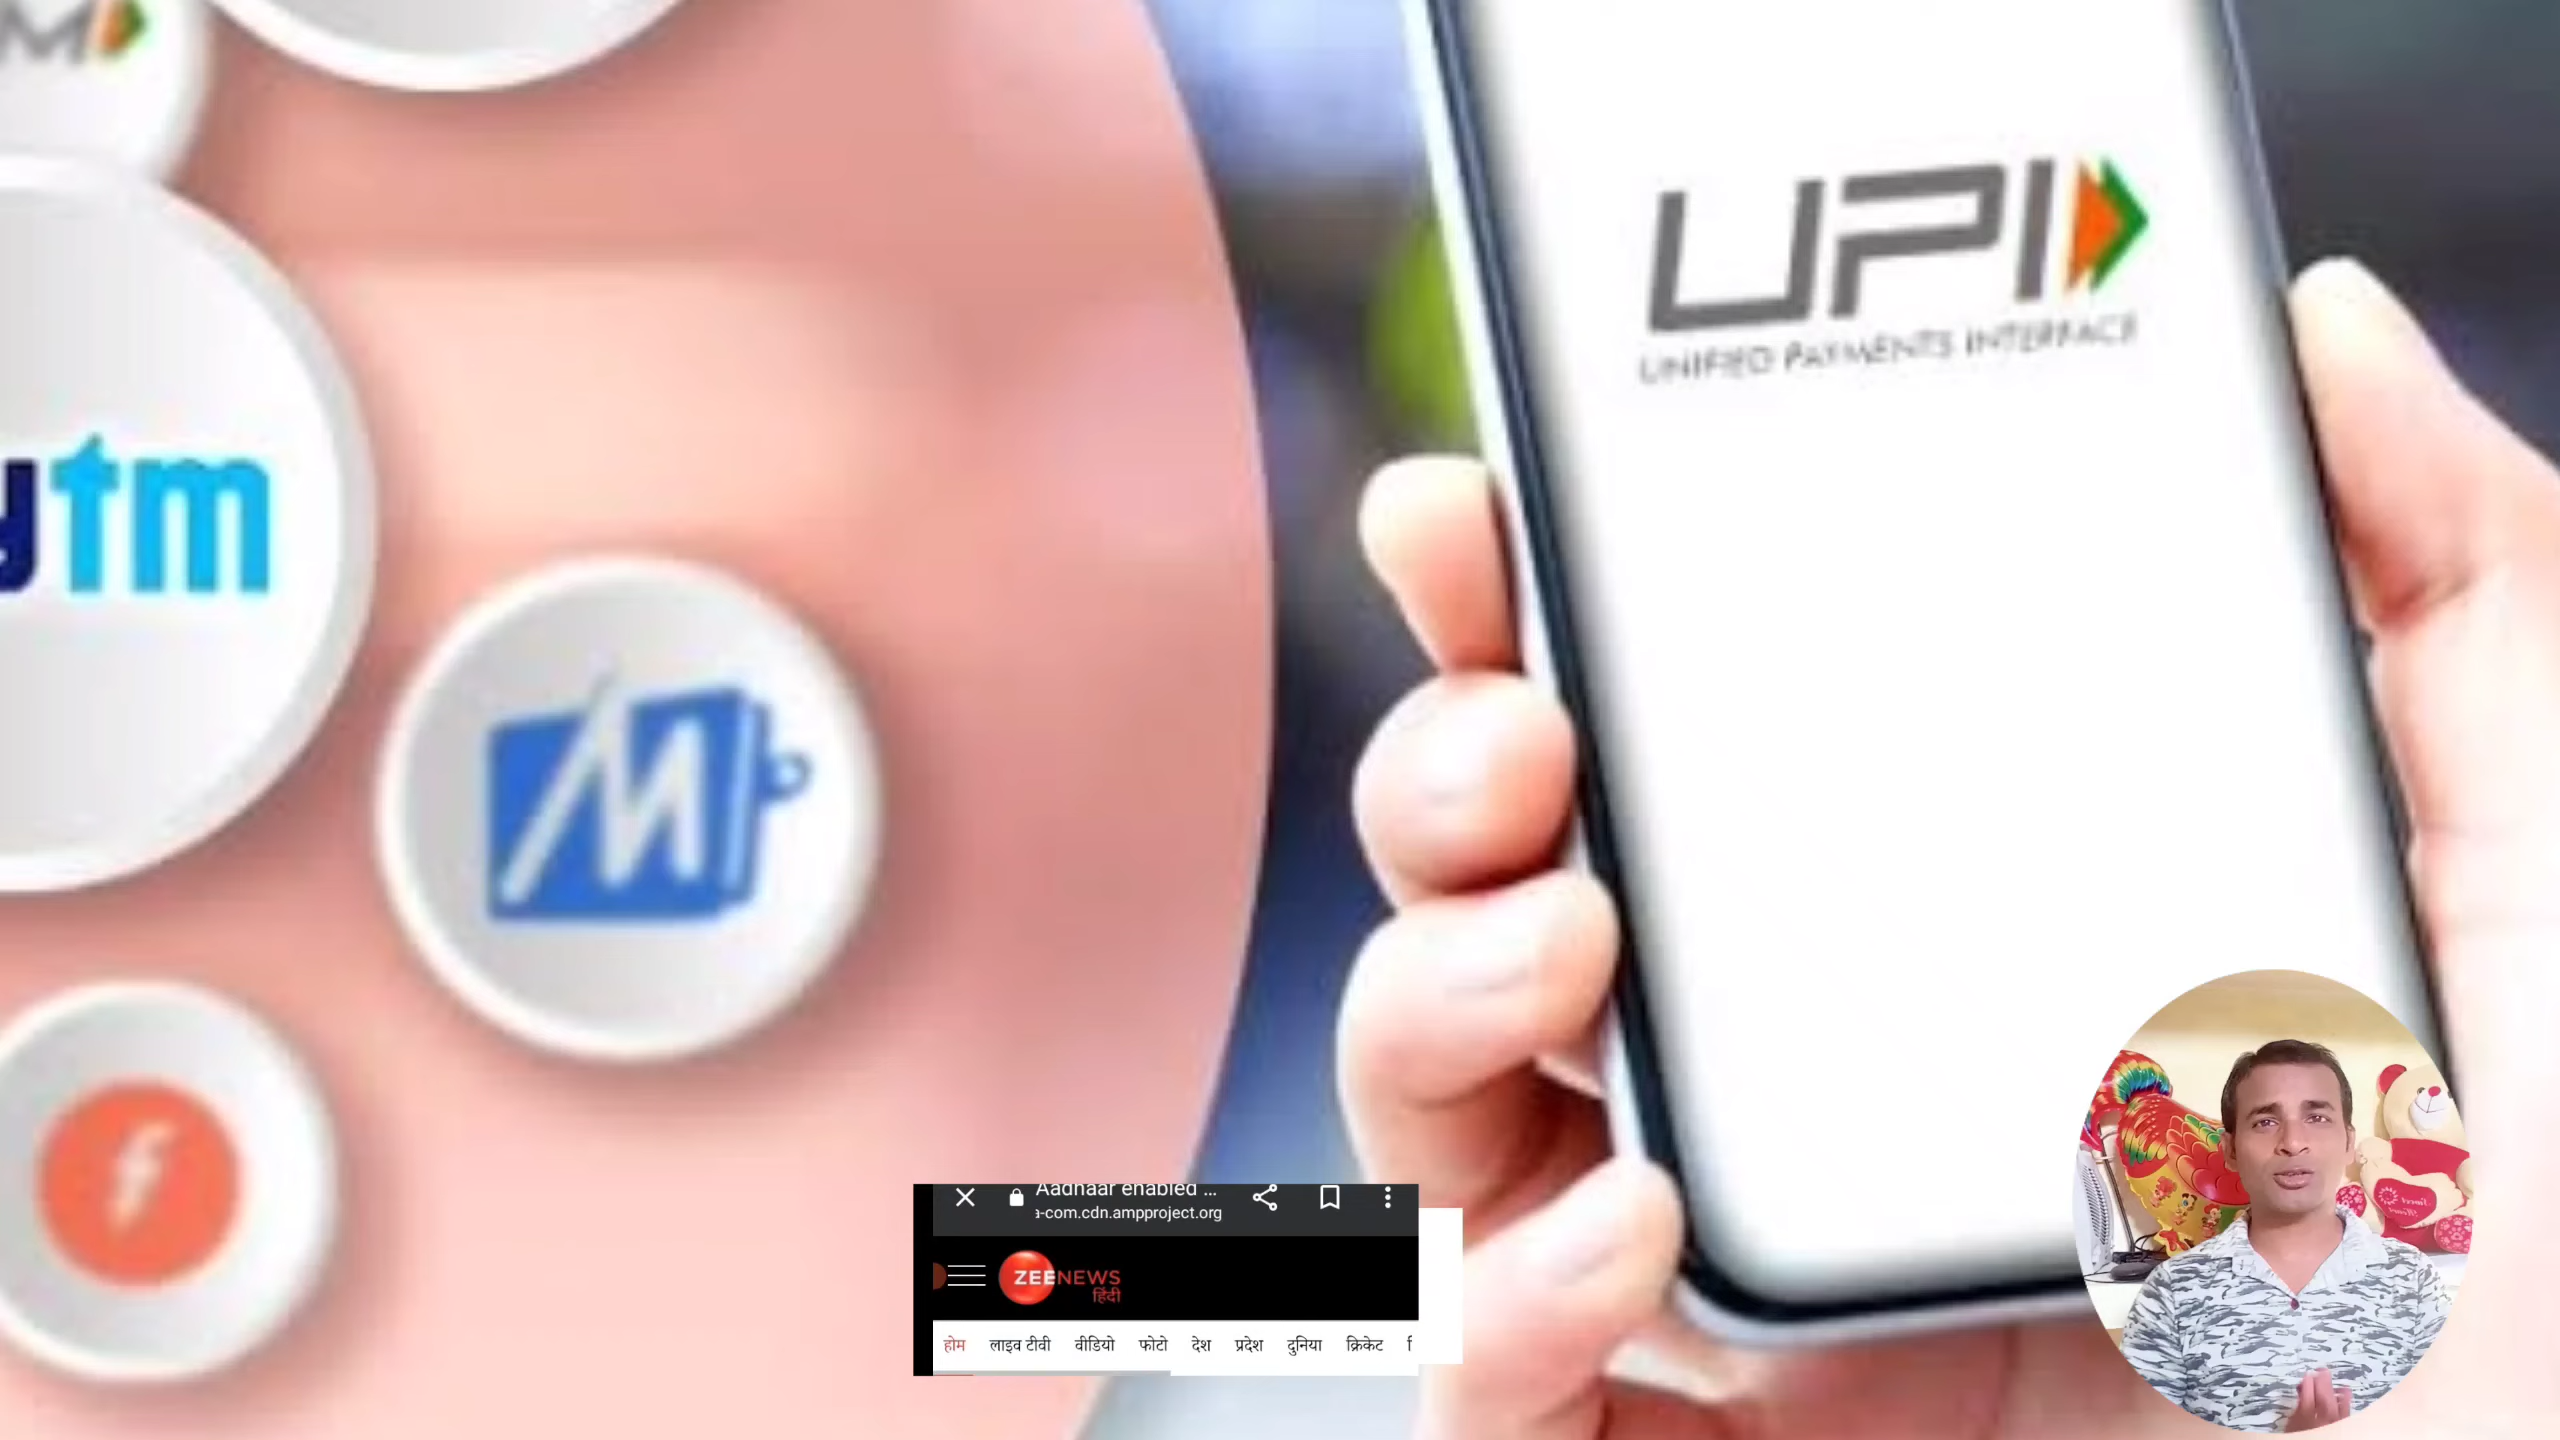 M
ytm
UPI
UNIFIED PAYMENTS INTERFACE
M
f
Aadhaar enabled ...
a-com.cdn.ampproject.org
ZEENEWS
हिंदी
होम लाइव टीवी वीडियो फोटो देश प्रदेश दुनिया क्रिकेट